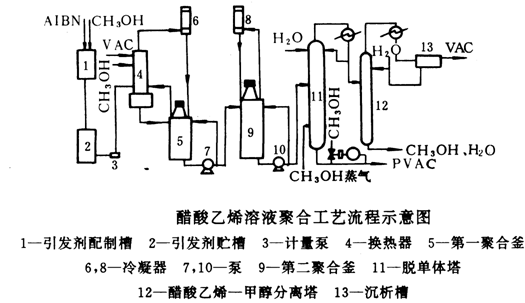 AIBN CH₃OH
VAC
CH₃OH
1
2
3
4
5
6
7
8
9
10
H₂O
11
CH₃OH
H₂O
12
13
VAC
CH₃OH、H₂O
PVAC
CH₃OH蒸气
醋酸乙烯溶液聚合工艺流程示意图
1—引发剂配制槽 2—引发剂贮槽 3—计量泵 4—换热器 5—第一聚合釜
6,8—冷凝器 7,10—泵 9—第二聚合釜 11—脱单体塔
12—醋酸乙烯—甲醇分离塔 13—沉析槽